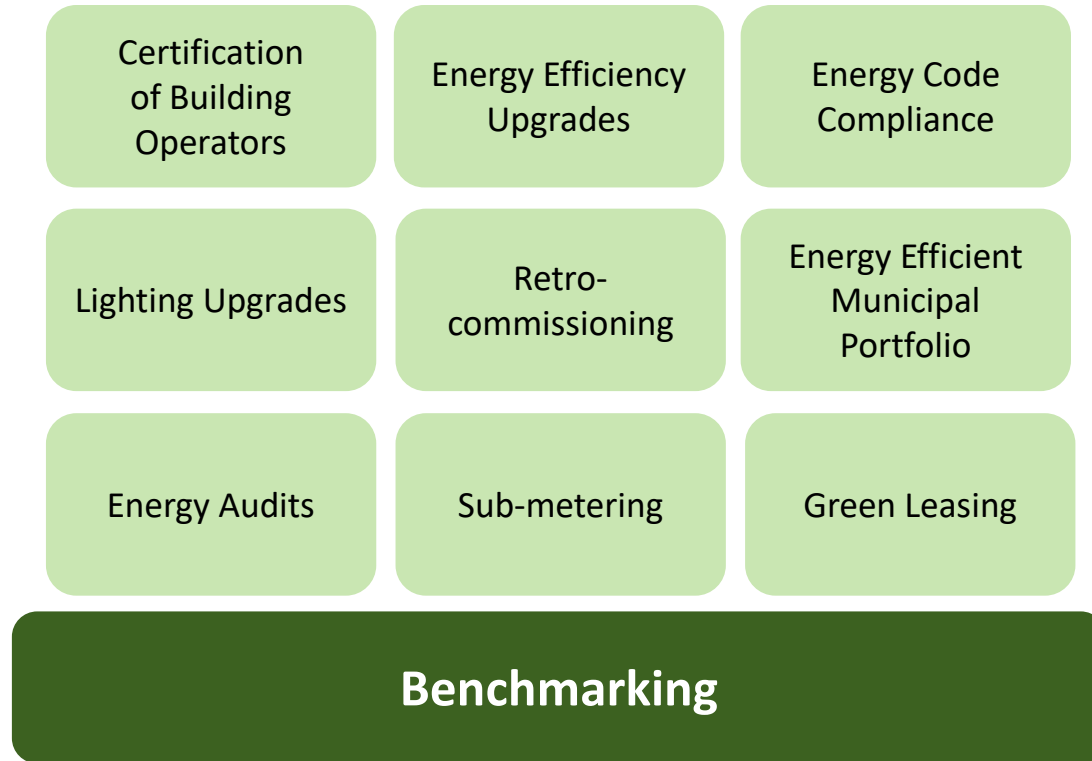 Certification
of Building
Operators
Energy Efficiency
Upgrades
Energy Code
Compliance
Lighting Upgrades
Retro-
commissioning
Energy Efficient
Municipal
Portfolio
Energy Audits
Sub-metering
Green Leasing
Benchmarking